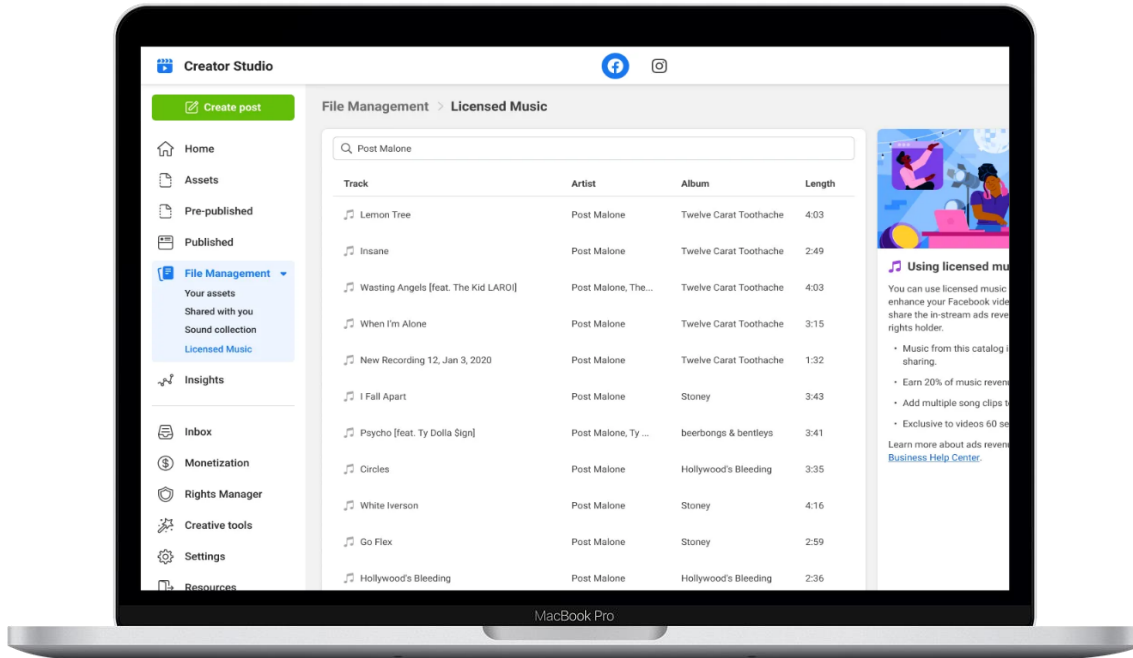 Creator Studio
Create post
Home
Assets
Pre-published
Published
File Management
Your assets
Shared with you
Sound collection
Licensed Music
Insights
Inbox
Monetization
Rights Manager
Creative tools
Settings
Resources
File Management > Licensed Music
Post Malone
Track Artist Album Length
Lemon Tree Post Malone Twelve Carat Toothache 4:03
Insane Post Malone Twelve Carat Toothache 2:49
Wasting Angels [feat. The Kid LAROI] Post Malone, The... Twelve Carat Toothache 4:03
When I'm Alone Post Malone Twelve Carat Toothache 3:15
New Recording 12, Jan 3, 2020 Post Malone Twelve Carat Toothache 1:32
I Fall Apart Post Malone Stoney 3:43
Psycho [feat. Ty Dolla $ign] Post Malone, Ty ... beerbongs & bentleys 3:41
Circles Post Malone Hollywood's Bleeding 3:35
White Iverson Post Malone Stoney 4:16
Go Flex Post Malone Stoney 2:59
Hollywood's Bleeding Post Malone Hollywood's Bleeding 2:36
Using licensed mu
You can use licensed music
enhance your Facebook vide
share the in-stream ads reve
rights holder.
• Music from this catalog i
sharing.
• Earn 20% of music reven
• Add multiple song clips t
• Exclusive to videos 60 se
Learn more about ads reven
Business Help Center.
MacBook Pro